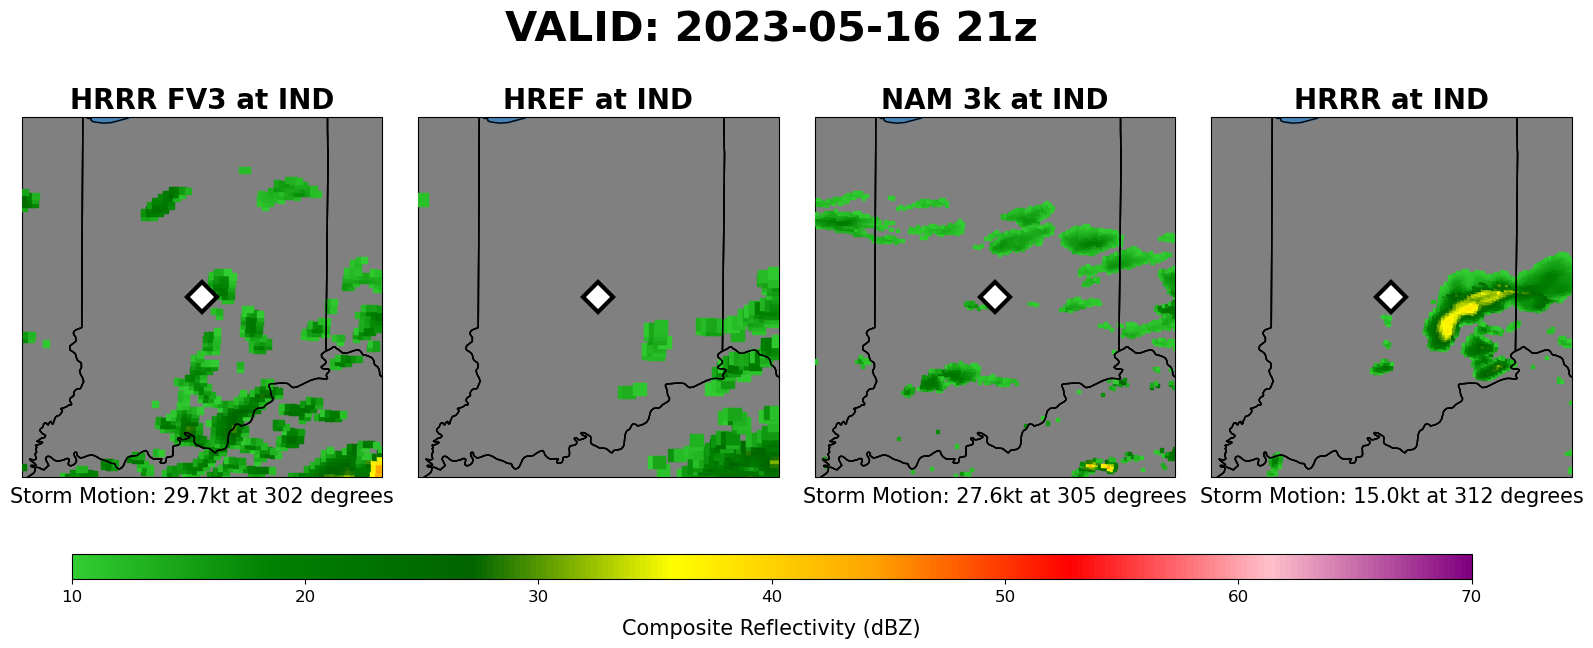 VALID: 2023-05-16 21z
HRRR FV3 at IND
HREF at IND
NAM 3k at IND
HRRR at IND
Storm Motion: 29.7kt at 302 degrees
Storm Motion: 27.6kt at 305 degrees
Storm Motion: 15.0kt at 312 degrees
10 20 30 40 50 60 70
Composite Reflectivity (dBZ)